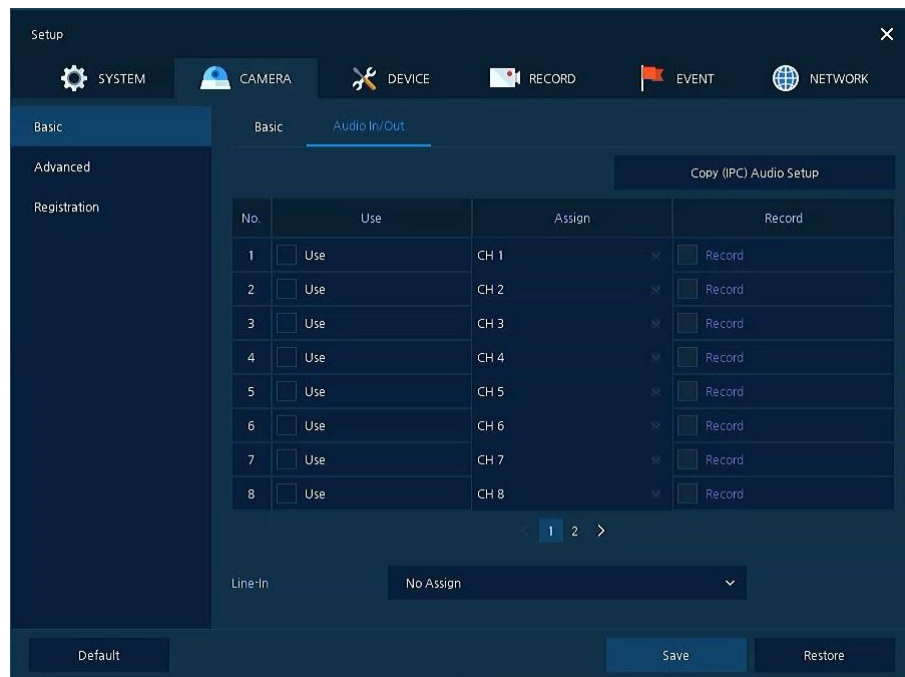 Setup
SYSTEM CAMERA DEVICE RECORD EVENT NETWORK
Basic
Advanced
Registration
Basic Audio In/Out
Copy (IPC) Audio Setup
No. Use Assign Record
1 Use CH 1 Record
2 Use CH 2 Record
3 Use CH 3 Record
4 Use CH 4 Record
5 Use CH 5 Record
6 Use CH 6 Record
7 Use CH 7 Record
8 Use CH 8 Record
< 1 2 >
Line-In No Assign
Default Save Restore